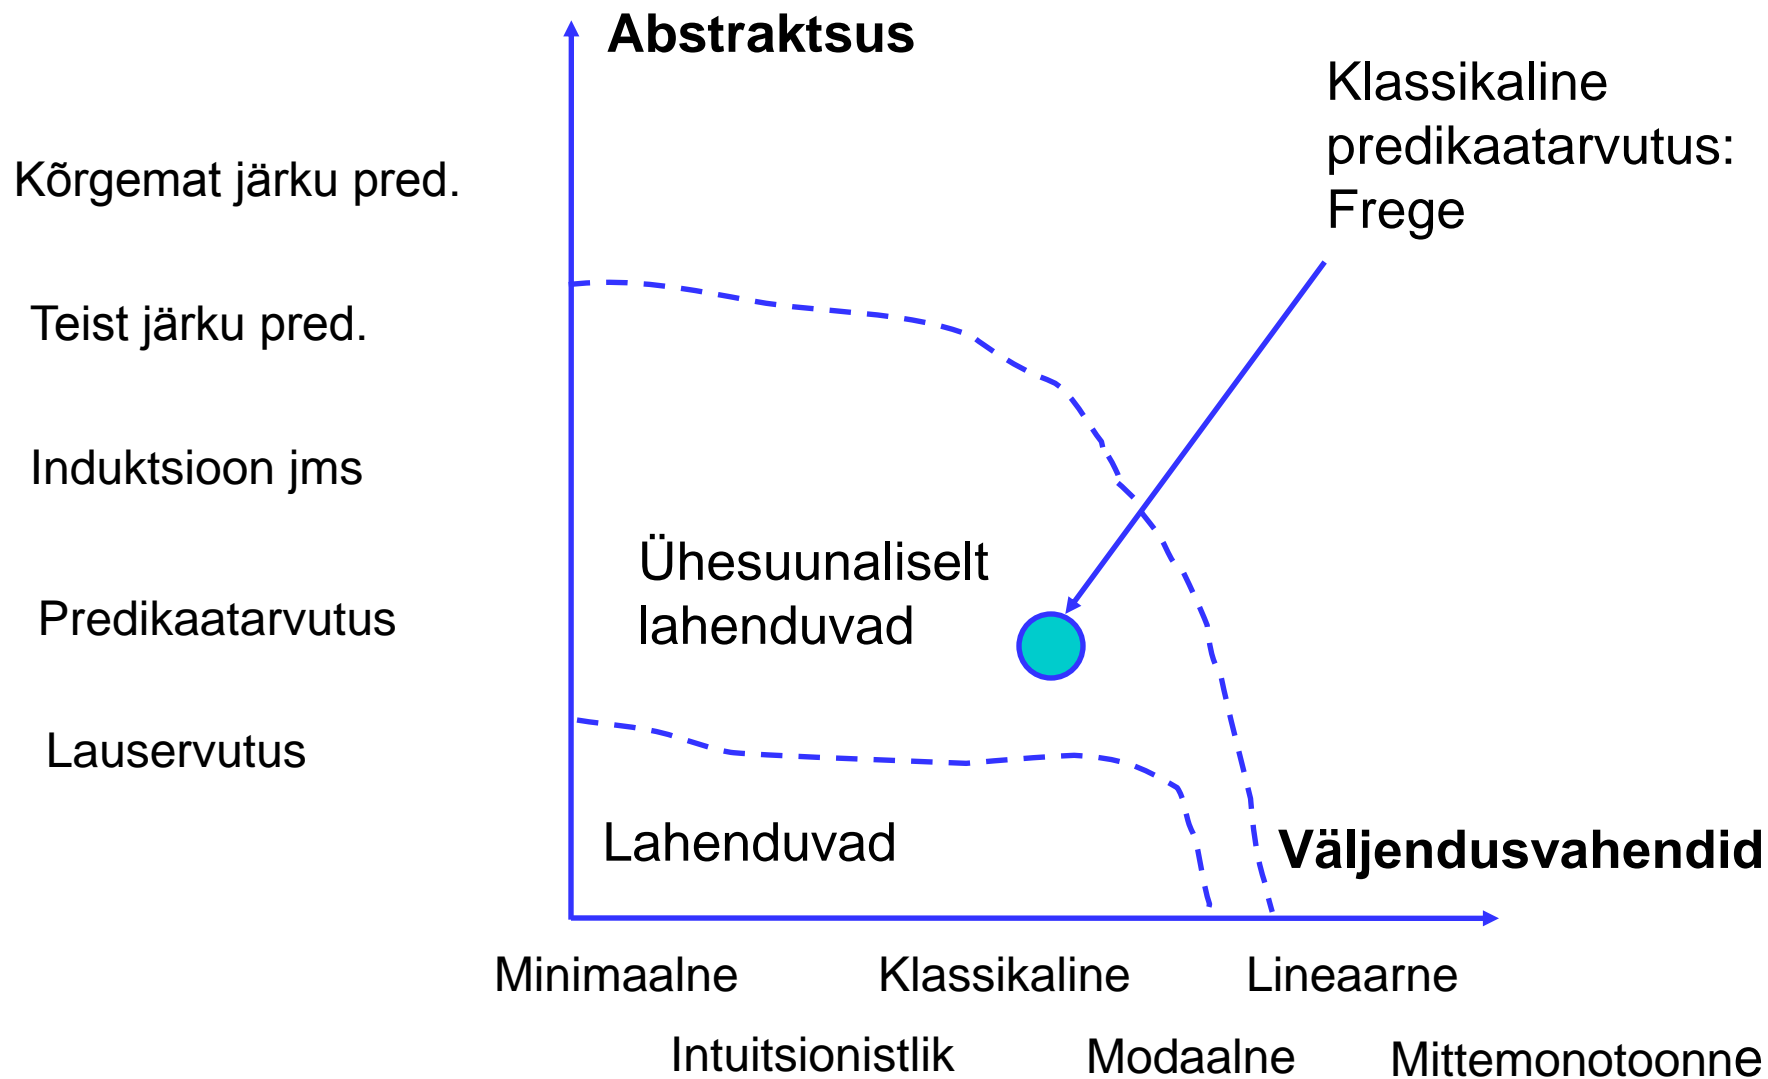 Abstraktsus
Klassikaline
predikaatarvutus:
Frege
Kõrgemat järku pred.
Teist järku pred.
Induktsioon jms
Ühesuunaliselt
lahenduvad
Predikaatarvutus
Lauservutus
Lahenduvad
Väljendusvahendid
Minimaalne
Klassikaline
Lineaarne
Intuitsionistlik
Modaalne
Mittemonotoonne